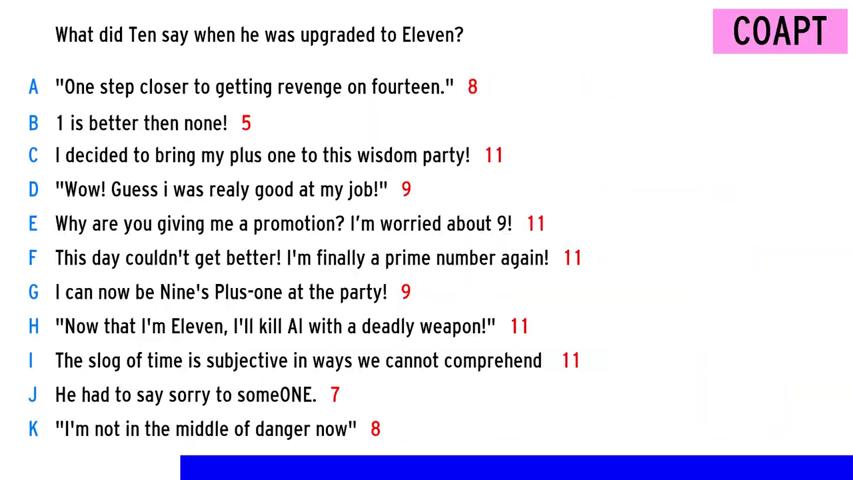 What did Ten say when he was upgraded to Eleven?
COAPT
A "One step closer to getting revenge on fourteen." 8
B 1 is better then none! 5
C I decided to bring my plus one to this wisdom party! 11
D "Wow! Guess i was realy good at my job!" 9
E Why are you giving me a promotion? I’m worried about 9! 11
F This day couldn't get better! I'm finally a prime number again! 11
G I can now be Nine's Plus-one at the party! 9
H "Now that I'm Eleven, I'll kill AI with a deadly weapon!" 11
I The slog of time is subjective in ways we cannot comprehend 11
J He had to say sorry to someONE. 7
K "I'm not in the middle of danger now" 8